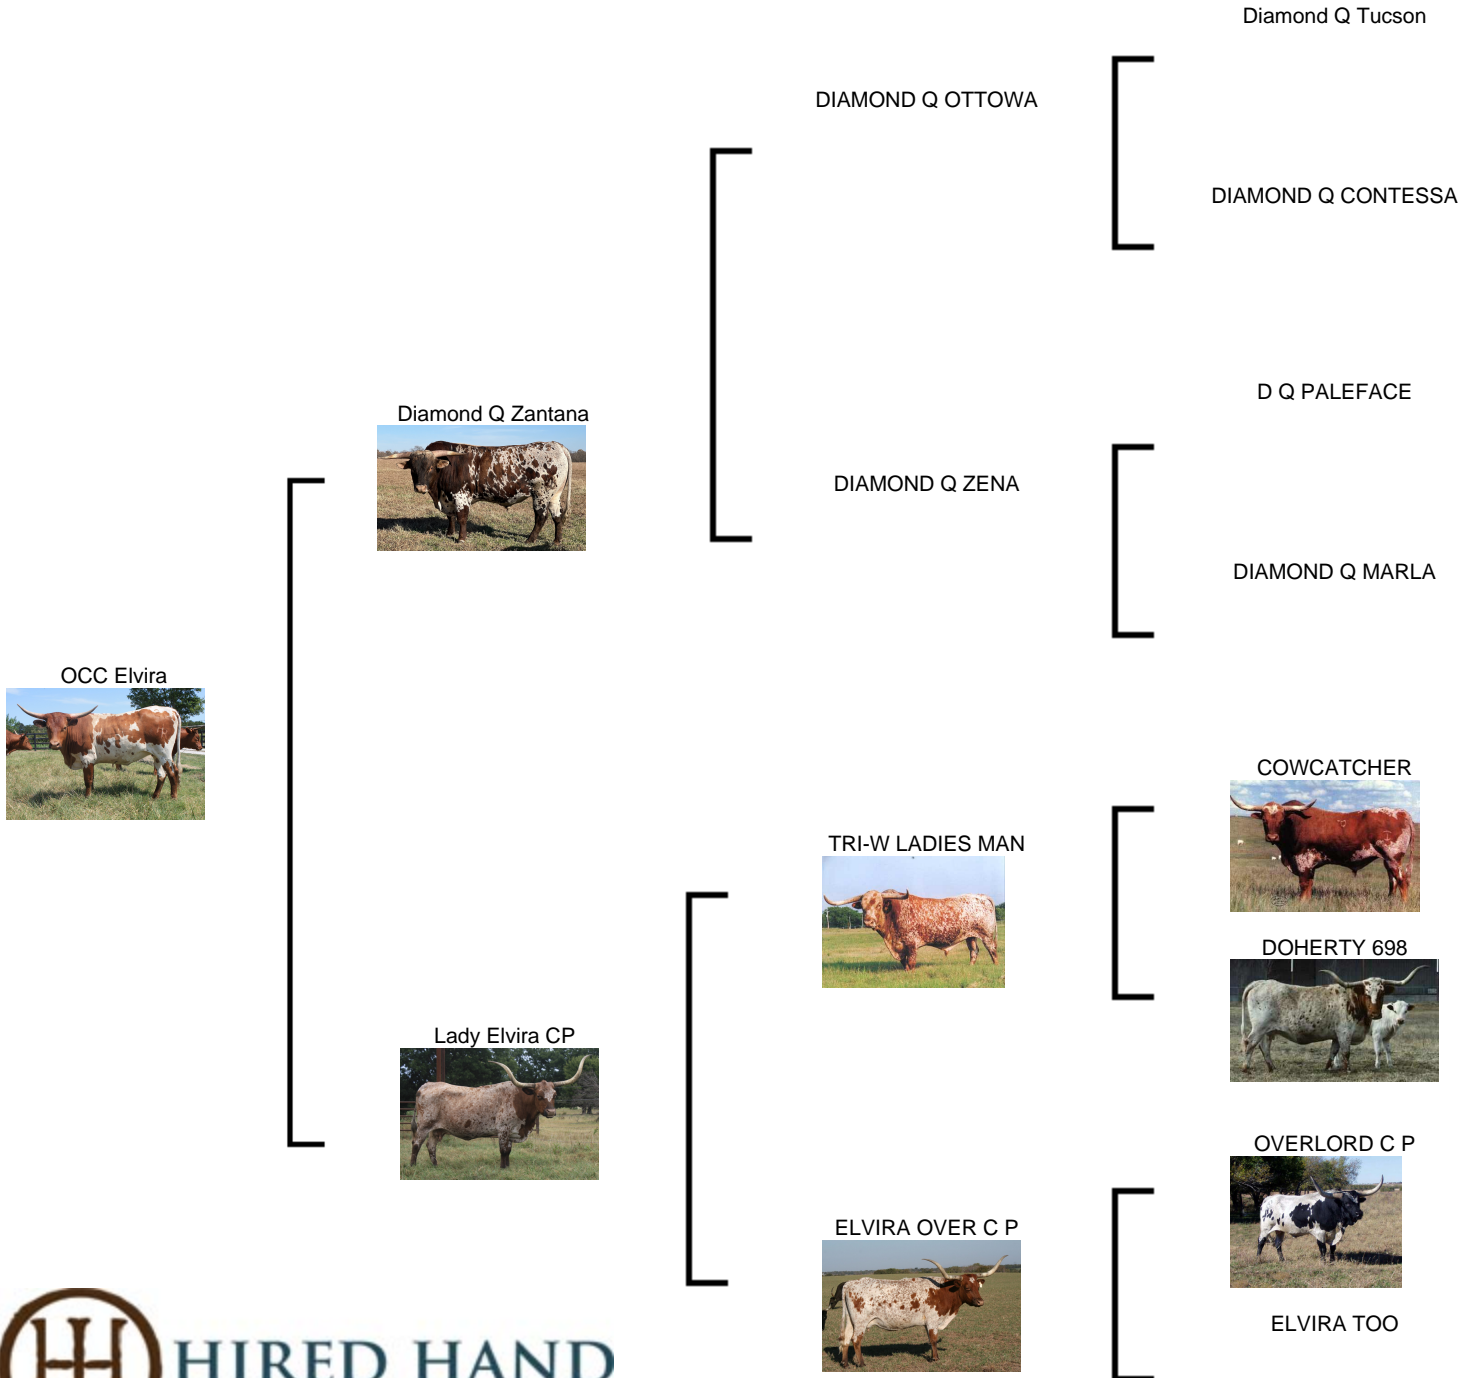 Diamond Q Tucson
DIAMOND Q OTTOWA
DIAMOND Q CONTESSA
D Q PALEFACE
Diamond Q Zantana
DIAMOND Q ZENA
DIAMOND Q MARLA
OCC Elvira
COWCATCHER
TRI-W LADIES MAN
DOHERTY 698
Lady Elvira CP
OVERLORD C P
ELVIRA OVER C P
ELVIRA TOO
HIRED HAND